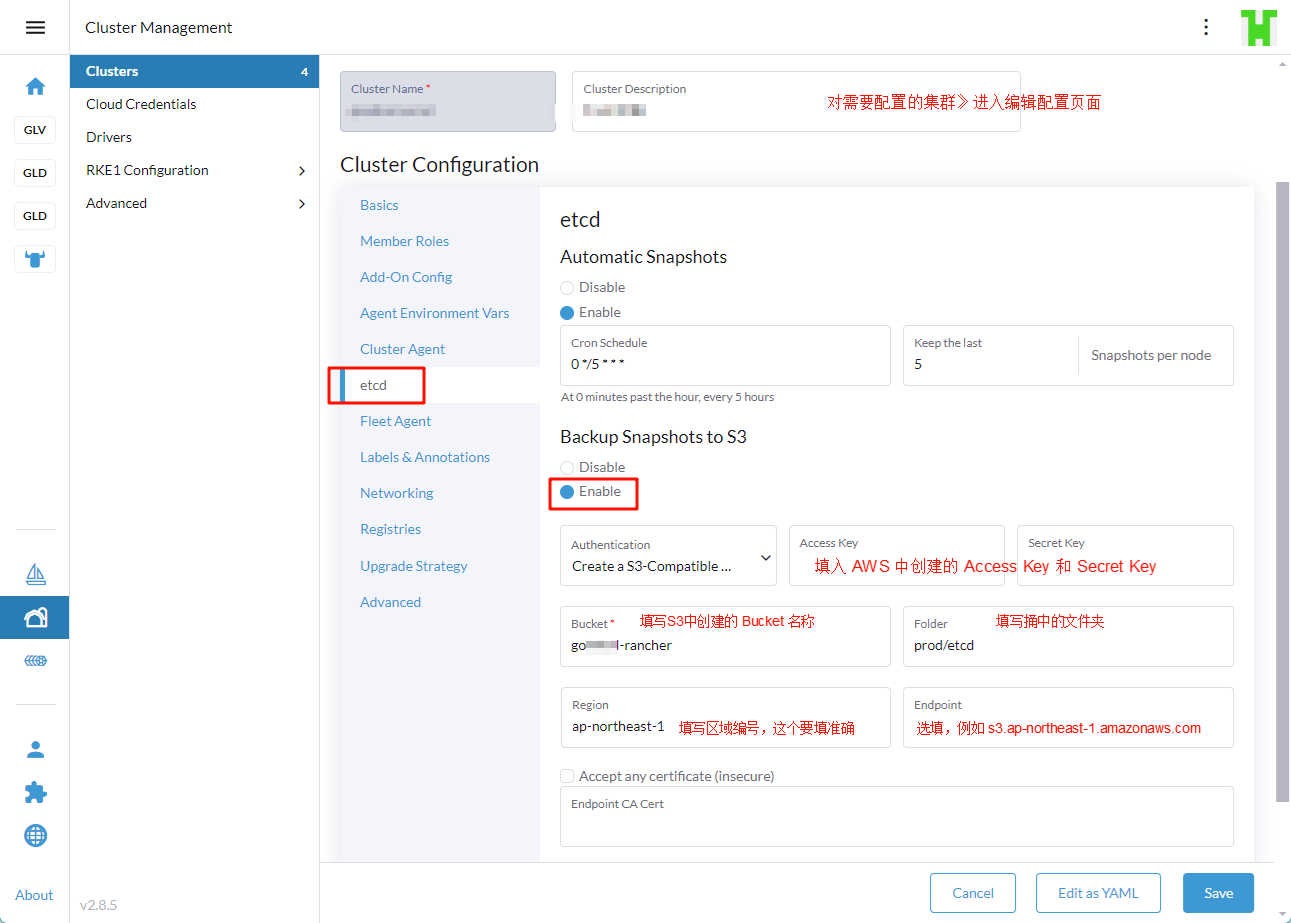 Cluster Management
Clusters 4
Cloud Credentials
Drivers
RKE1 Configuration
Advanced
GLV
GLD
GLD
About
v2.8.5
Cluster Name *
Cluster Description
对需要配置的集群》进入编辑配置页面
Cluster Configuration
Basics
Member Roles
Add-On Config
Agent Environment Vars
Cluster Agent
etcd
Fleet Agent
Labels & Annotations
Networking
Registries
Upgrade Strategy
Advanced
etcd
Automatic Snapshots
Disable
Enable
Cron Schedule
0 */5 * * *
Keep the last
5
Snapshots per node
At 0 minutes past the hour, every 5 hours
Backup Snapshots to S3
Disable
Enable
Authentication
Create a S3-Compatible ...
Access Key
Secret Key
填入 AWS 中创建的 Access Key 和 Secret Key
Bucket * 填写S3中创建的 Bucket 名称
go l-rancher
Folder 填写捅中的文件夹
prod/etcd
Region
ap-northeast-1 填写区域编号，这个要填准确
Endpoint
选填，例如 s3.ap-northeast-1.amazonaws.com
Accept any certificate (insecure)
Endpoint CA Cert
Cancel
Edit as YAML
Save